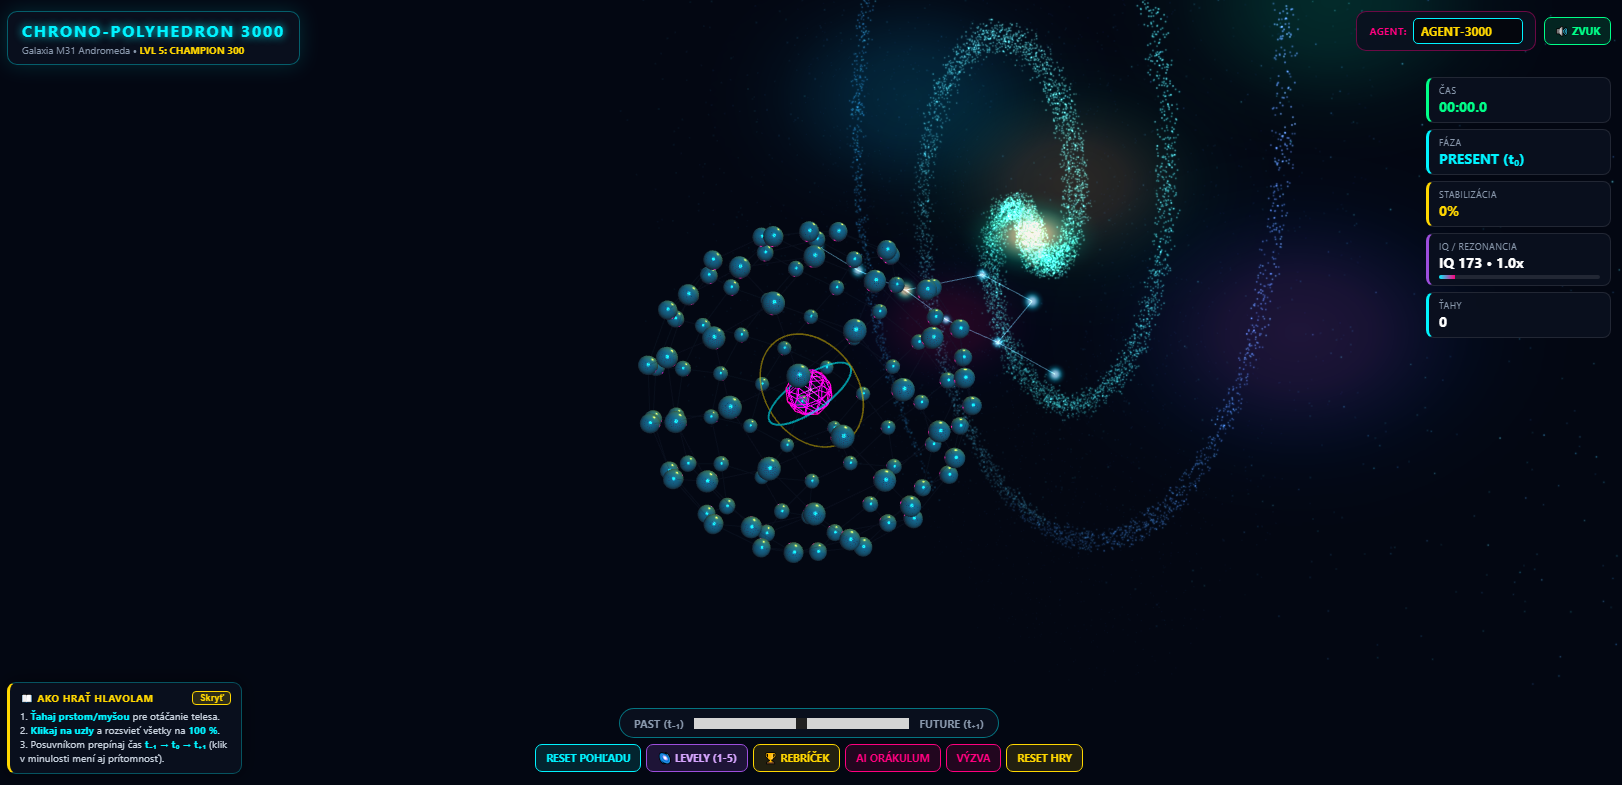 CHRONO-POLYHEDRON 3000
Galaxia M31 Andromeda • LVL 5: CHAMPION 300
AGENT: AGENT-3000
🔊 ZVUK
ČAS
00:00.0
FÁZA
PRESENT (t₀)
STABILIZÁCIA
0%
IQ / REZONANCIA
IQ 173 • 1.0x
ŤAHY
0
📖 AKO HRAŤ HLAVOLAM
Skryť
1. Ťahaj prstom/myšou pre otáčanie telesa.
2. Klikaj na uzly a rozsvieť všetky na 100 %.
3. Posuvníkom prepínaj čas t₋₁ → t₀ → t₊₁ (klik
v minulosti mení aj prítomnosť).
PAST (t₋₁)
FUTURE (t₊₁)
RESET POHĽADU
🌌 LEVELY (1-5)
🏆 REBRÍČEK
AI ORÁKULUM
VÝZVA
RESET HRY